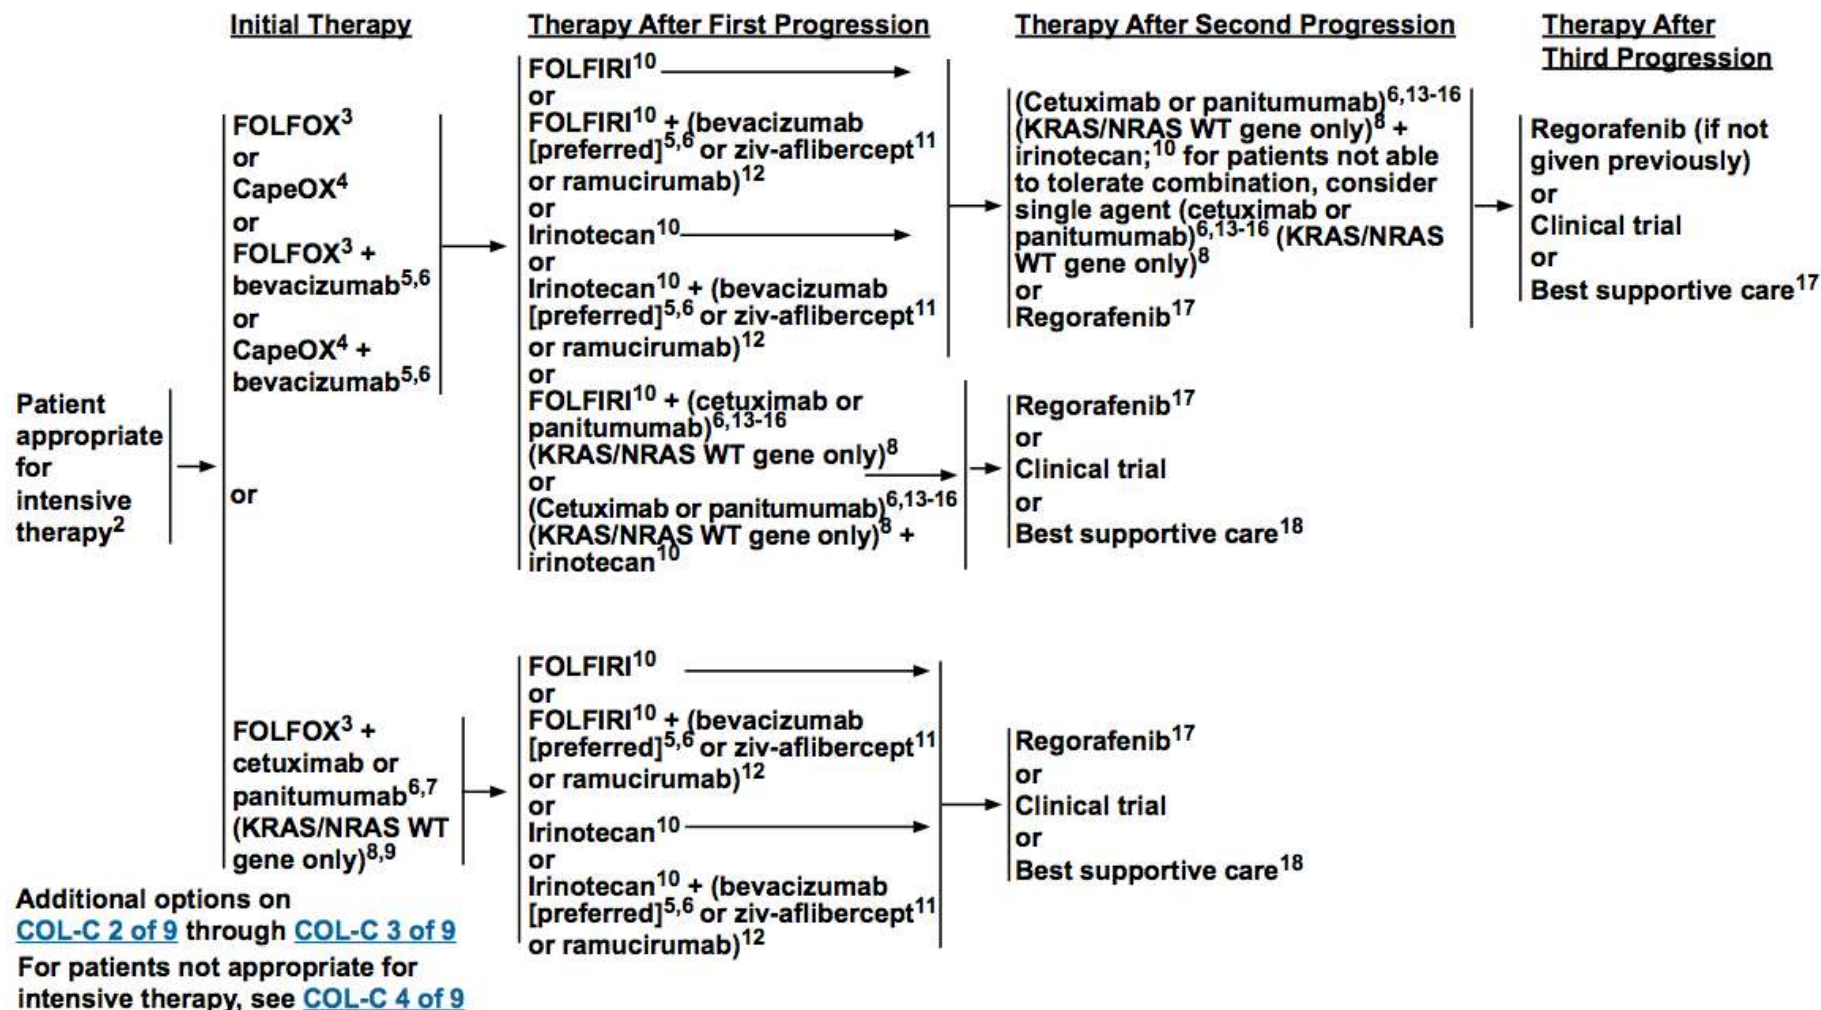 Initial Therapy
Therapy After First Progression
Therapy After Second Progression
Therapy After
Third Progression
Patient
appropriate
for
intensive
therapy2
FOLFOX3
or
CapeOX4
or
FOLFOX3 +
bevacizumab5,6
or
CapeOX4 +
bevacizumab5,6
or
FOLFOX3 +
cetuximab or
panitumumab6,7
(KRAS/NRAS WT
gene only)8,9
FOLFIRI10
or
FOLFIRI10 + (bevacizumab
[preferred]5,6 or ziv-aflibercept11
or ramucirumab)12
or
Irinotecan10
or
Irinotecan10 + (bevacizumab
[preferred]5,6 or ziv-aflibercept11
or ramucirumab)12
or
FOLFIRI10 + (cetuximab or
panitumumab)6,13-16
(KRAS/NRAS WT gene only)8
or
(Cetuximab or panitumumab)6,13-16
(KRAS/NRAS WT gene only)8 +
irinotecan10
(Cetuximab or panitumumab)6,13-16
(KRAS/NRAS WT gene only)8 +
irinotecan;10 for patients not able
to tolerate combination, consider
single agent (cetuximab or
panitumumab)6,13-16 (KRAS/NRAS
WT gene only)8
or
Regorafenib17
Regorafenib (if not
given previously)
or
Clinical trial
or
Best supportive care17
Regorafenib17
or
Clinical trial
or
Best supportive care18
FOLFIRI10
or
FOLFIRI10 + (bevacizumab
[preferred]5,6 or ziv-aflibercept11
or ramucirumab)12
or
Irinotecan10
or
Irinotecan10 + (bevacizumab
[preferred]5,6 or ziv-aflibercept11
or ramucirumab)12
Regorafenib17
or
Clinical trial
or
Best supportive care18
Additional options on
COL-C 2 of 9 through COL-C 3 of 9
For patients not appropriate for
intensive therapy, see COL-C 4 of 9